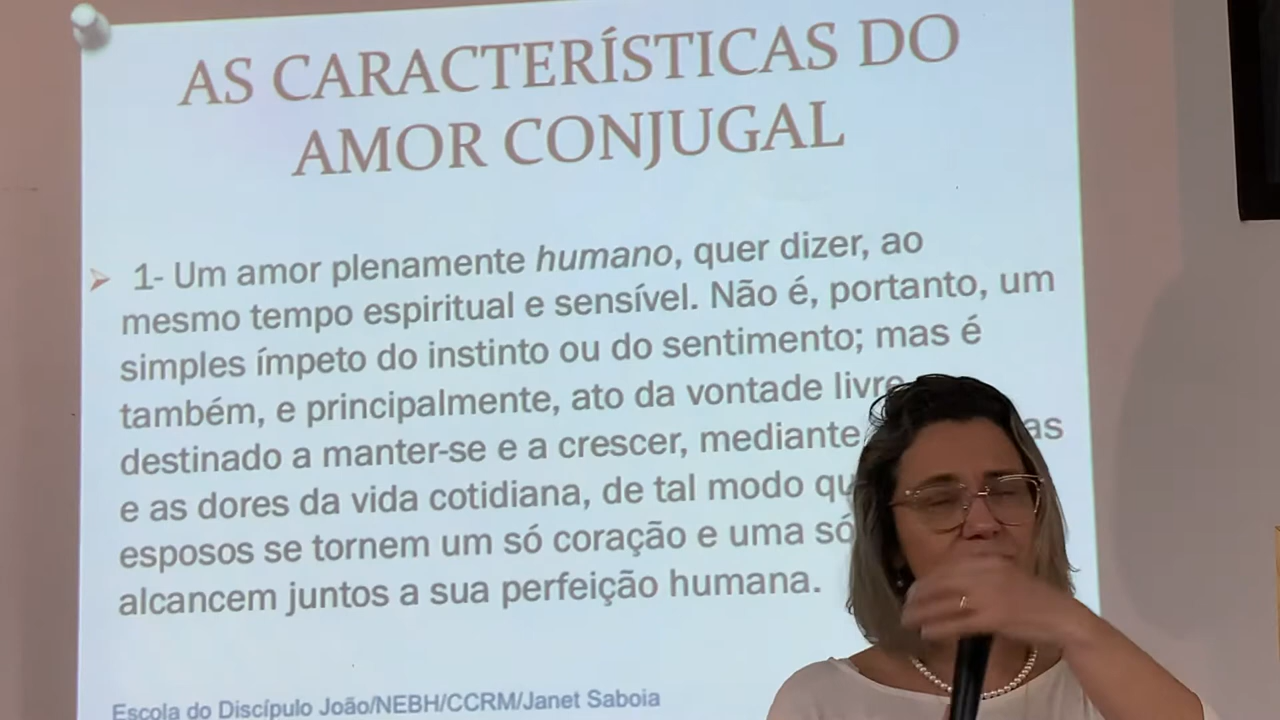 AS CARACTERÍSTICAS DO
AMOR CONJUGAL
1- Um amor plenamente humano, quer dizer, ao
mesmo tempo espiritual e sensível. Não é, portanto, um
simples ímpeto do instinto ou do sentimento; mas é
também, e principalmente, ato da vontade livre
destinado a manter-se e a crescer, mediante as
e as dores da vida cotidiana, de tal modo
esposos se tornem um só coração e uma só
alcancem juntos a sua perfeição humana.
Escola do Discípulo João/NEBH/CCRM/Janet Saboia